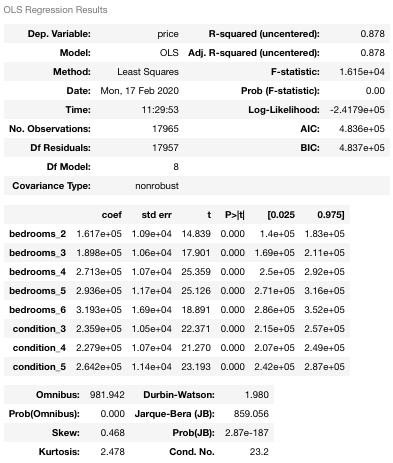 OLS Regression Results
Dep. Variable: price R-squared (uncentered): 0.878
Model: OLS Adj. R-squared (uncentered): 0.878
Method: Least Squares F-statistic: 1.615e+04
Date: Mon, 17 Feb 2020 Prob (F-statistic): 0.00
Time: 11:29:53 Log-Likelihood: -2.4179e+05
No. Observations: 17965 AIC: 4.836e+05
Df Residuals: 17957 BIC: 4.837e+05
Df Model: 8
Covariance Type: nonrobust
coef std err t P>|t| [0.025 0.975]
bedrooms_2 1.617e+05 1.09e+04 14.839 0.000 1.4e+05 1.83e+05
bedrooms_3 1.898e+05 1.06e+04 17.901 0.000 1.69e+05 2.11e+05
bedrooms_4 2.713e+05 1.07e+04 25.359 0.000 2.5e+05 2.92e+05
bedrooms_5 2.936e+05 1.17e+04 25.126 0.000 2.71e+05 3.16e+05
bedrooms_6 3.193e+05 1.69e+04 18.891 0.000 2.86e+05 3.52e+05
condition_3 2.359e+05 1.05e+04 22.371 0.000 2.15e+05 2.57e+05
condition_4 2.279e+05 1.07e+04 21.270 0.000 2.07e+05 2.49e+05
condition_5 2.642e+05 1.14e+04 23.193 0.000 2.42e+05 2.87e+05
Omnibus: 981.942 Durbin-Watson: 1.980
Prob(Omnibus): 0.000 Jarque-Bera (JB): 859.056
Skew: 0.468 Prob(JB): 2.87e-187
Kurtosis: 2.478 Cond. No. 23.2